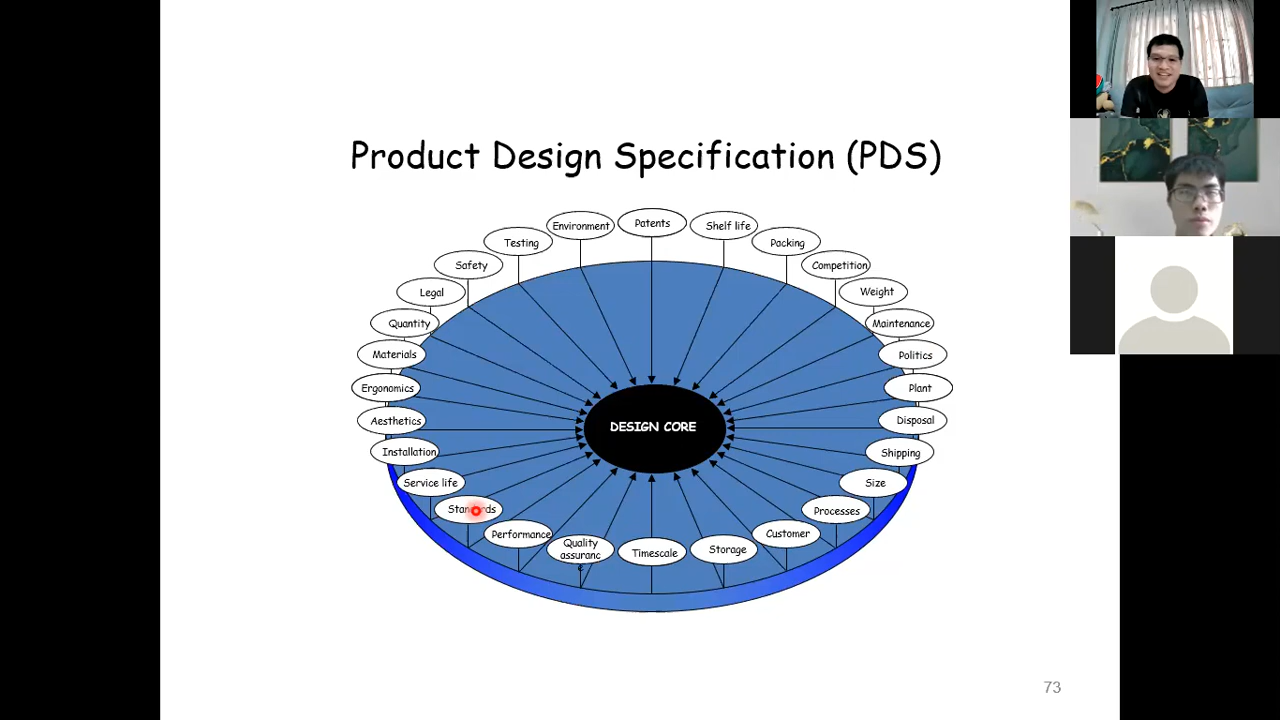 Product Design Specification (PDS)
Patents
Environment
Shelf life
Testing
Packing
Safety
Competition
Legal
Weight
Quantity
Maintenance
Materials
Politics
Ergonomics
Plant
Aesthetics
Disposal
DESIGN CORE
Installation
Shipping
Service life
Size
Processes
Performance
Customer
Quality
assuranc
e
Timescale
Storage
73